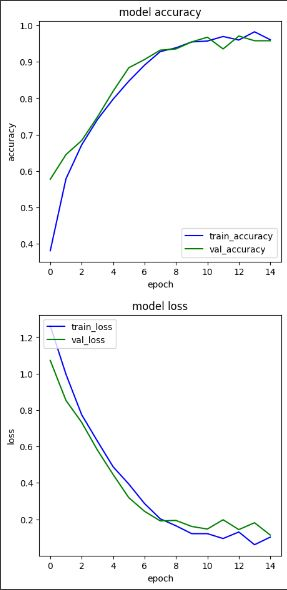 model accuracy
1.0
0.9
0.8
0.7
0.6
0.5
0.4
accuracy
train_accuracy
val_accuracy
0 2 4 6 8 10 12 14
epoch
model loss
train_loss
val_loss
1.2
1.0
0.8
0.6
0.4
0.2
loss
0 2 4 6 8 10 12 14
epoch